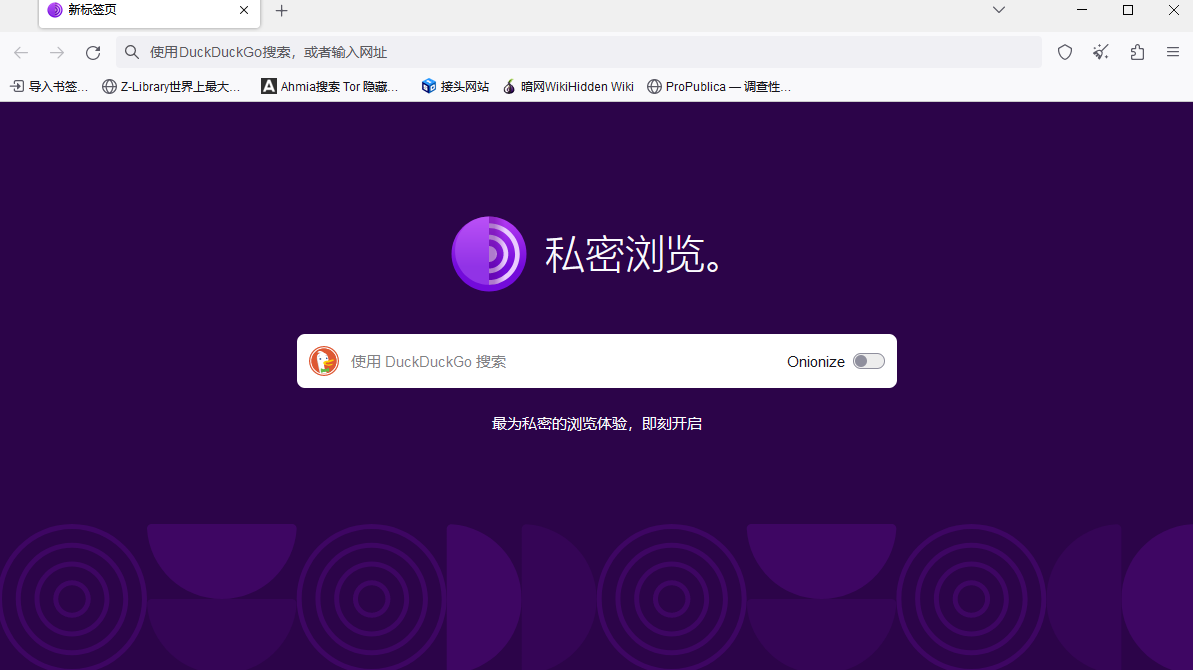 新标签页
使用DuckDuckGo搜索，或者输入网址
导入书签… Z-Library世界上最大… Ahmia搜索 Tor 隐藏… 接头网站 暗网WikiHidden Wiki ProPublica — 调查性…
私密浏览。
使用 DuckDuckGo 搜索 Onionize
最为私密的浏览体验，即刻开启